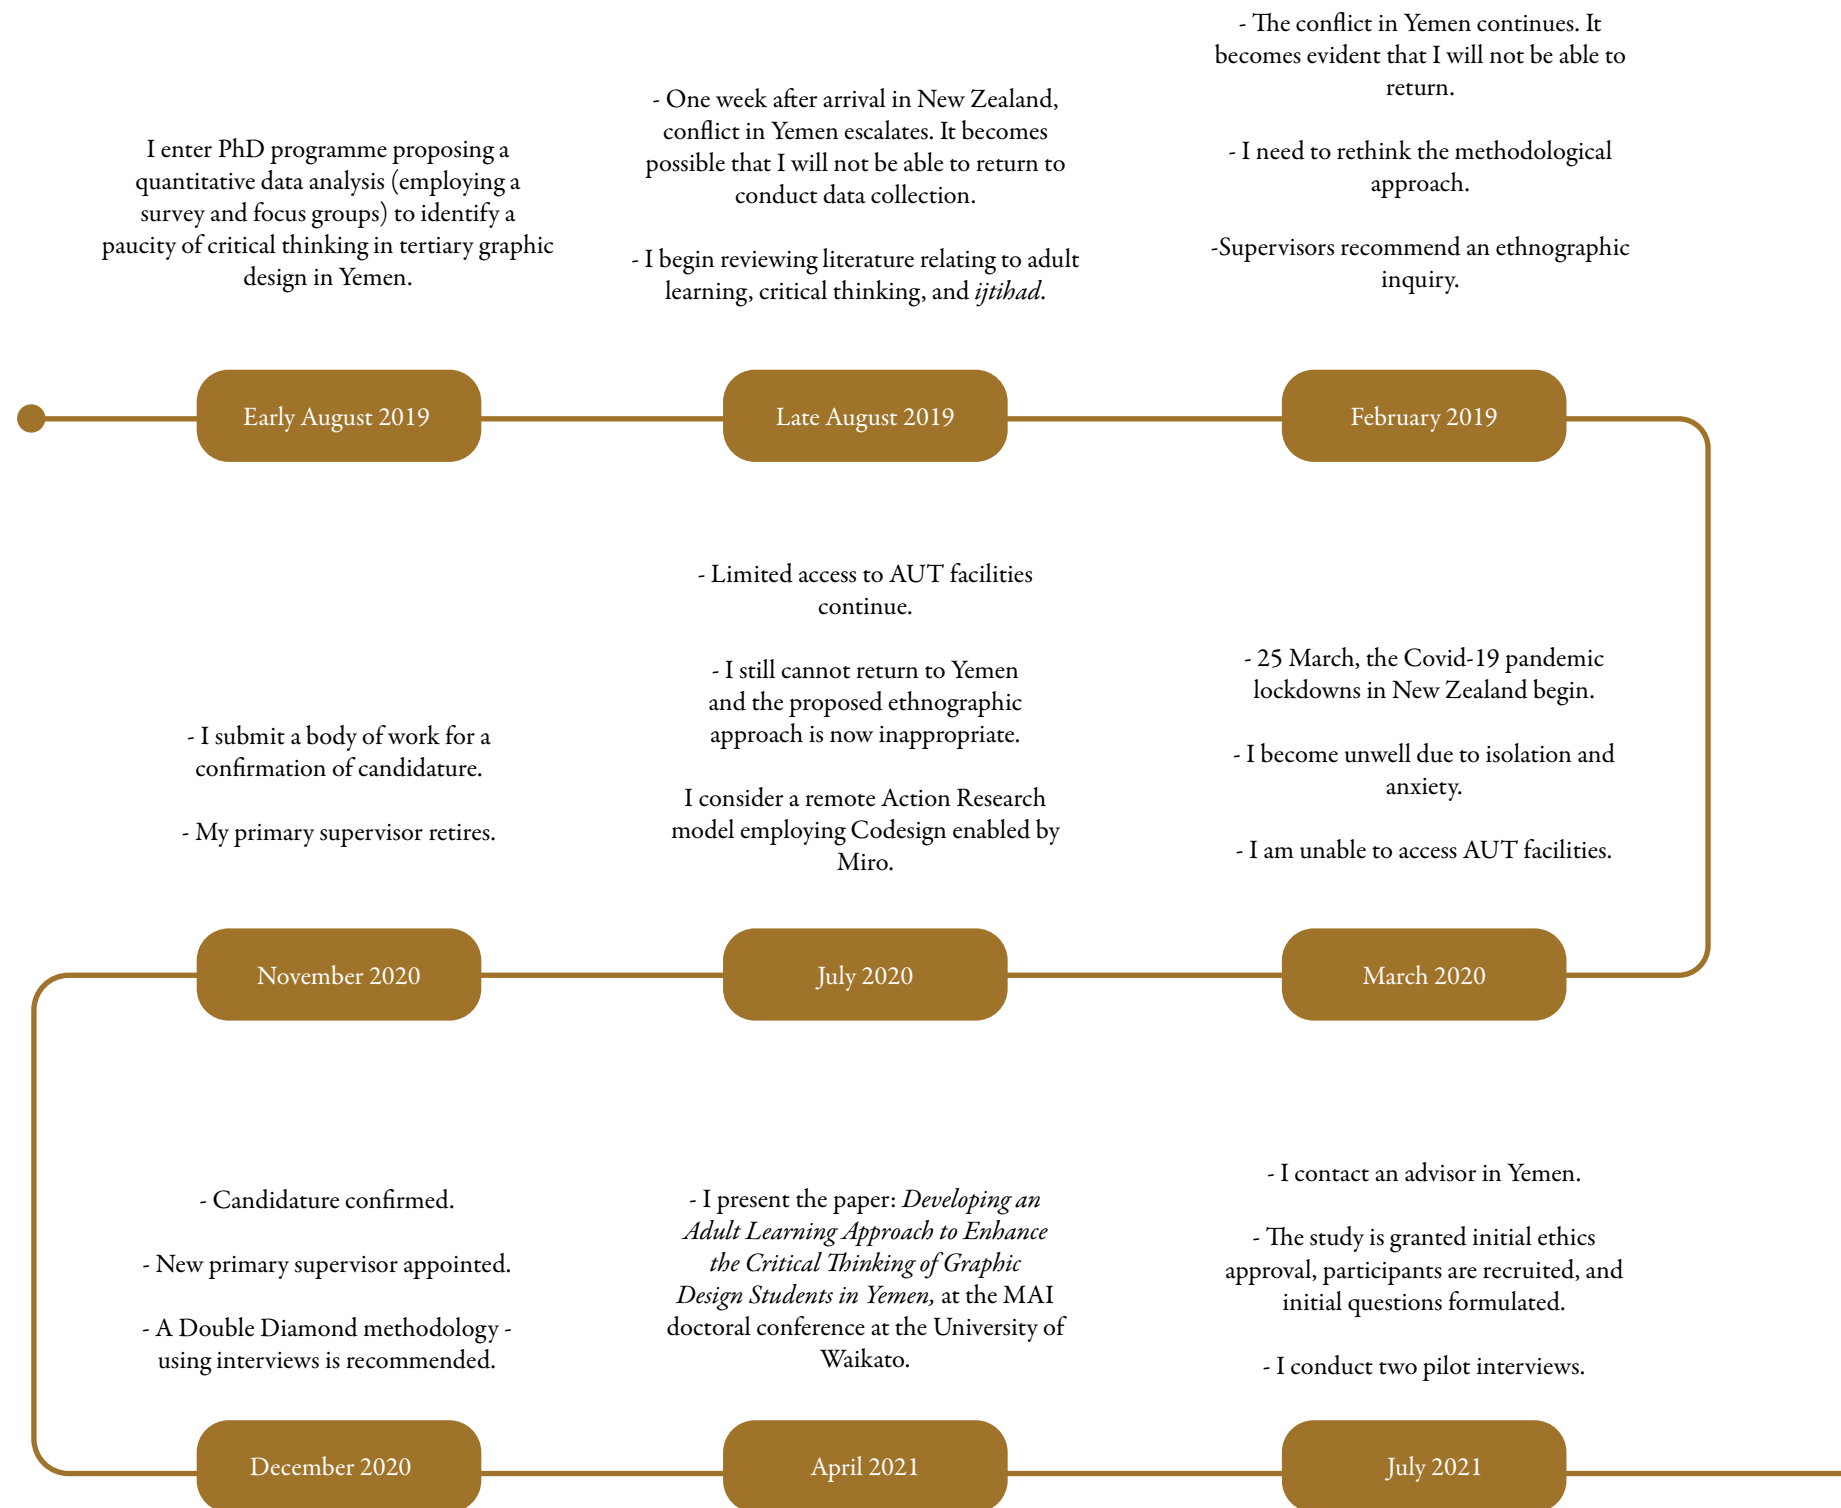 I enter PhD programme proposing a
quantitative data analysis (employing a
survey and focus groups) to identify a
paucity of critical thinking in tertiary graphic
design in Yemen.
Early August 2019
- One week after arrival in New Zealand,
conflict in Yemen escalates. It becomes
possible that I will not be able to return to
conduct data collection.
- I begin reviewing literature relating to adult
learning, critical thinking, and ijtihad.
Late August 2019
- The conflict in Yemen continues. It
becomes evident that I will not be able to
return.
- I need to rethink the methodological
approach.
-Supervisors recommend an ethnographic
inquiry.
February 2019
- 25 March, the Covid-19 pandemic
lockdowns in New Zealand begin.
- I become unwell due to isolation and
anxiety.
- I am unable to access AUT facilities.
March 2020
- Limited access to AUT facilities
continue.
- I still cannot return to Yemen
and the proposed ethnographic
approach is now inappropriate.
I consider a remote Action Research
model employing Codesign enabled by
Miro.
July 2020
- I submit a body of work for a
confirmation of candidature.
- My primary supervisor retires.
November 2020
- Candidature confirmed.
- New primary supervisor appointed.
- A Double Diamond methodology -
using interviews is recommended.
December 2020
- I present the paper: Developing an
Adult Learning Approach to Enhance
the Critical Thinking of Graphic
Design Students in Yemen, at the MAI
doctoral conference at the University of
Waikato.
April 2021
- I contact an advisor in Yemen.
- The study is granted initial ethics
approval, participants are recruited, and
initial questions formulated.
- I conduct two pilot interviews.
July 2021